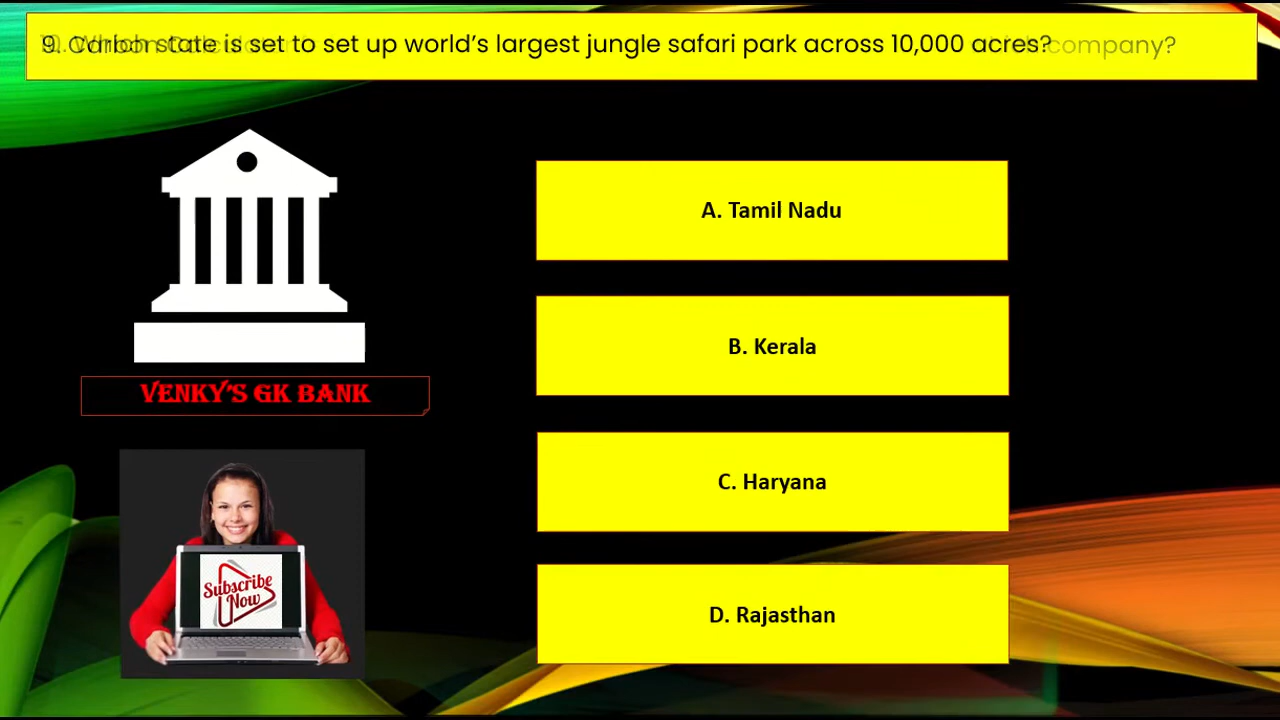 9. Which state is set to set up world’s largest jungle safari park across 10,000 acres? company?
A. Tamil Nadu
B. Kerala
C. Haryana
D. Rajasthan
VENKY'S GK BANK
Subscribe
Now